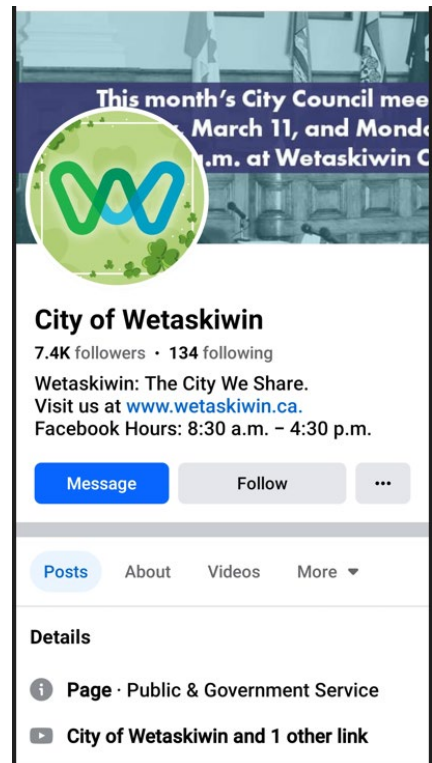 This month's City Council mee
March 11, and Monda
.m. at Wetaskiwin C
City of Wetaskiwin
7.4K followers · 134 following
Wetaskiwin: The City We Share.
Visit us at www.wetaskiwin.ca.
Facebook Hours: 8:30 a.m. – 4:30 p.m.
Message Follow ...
Posts About Videos More
Details
Page · Public & Government Service
City of Wetaskiwin and 1 other link